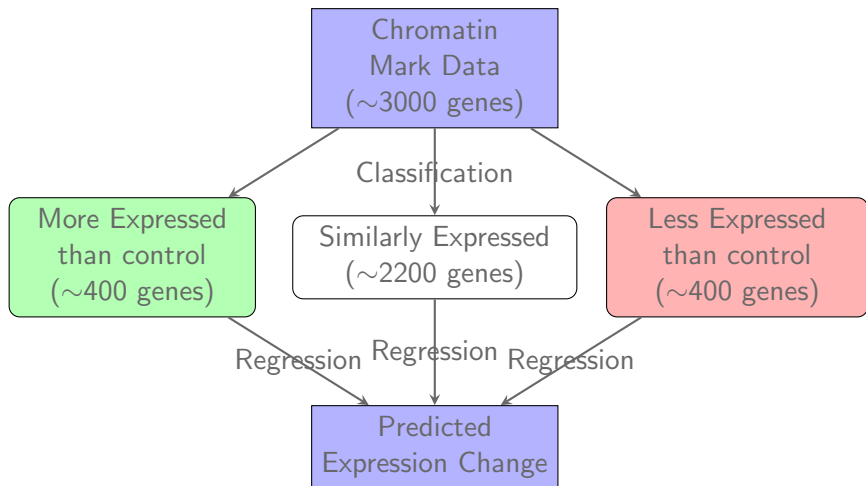 Chromatin
Mark Data
(∼3000 genes)
Classification
More Expressed
than control
(∼400 genes)
Similarly Expressed
(∼2200 genes)
Less Expressed
than control
(∼400 genes)
Regression
Regression
Regression
Predicted
Expression Change